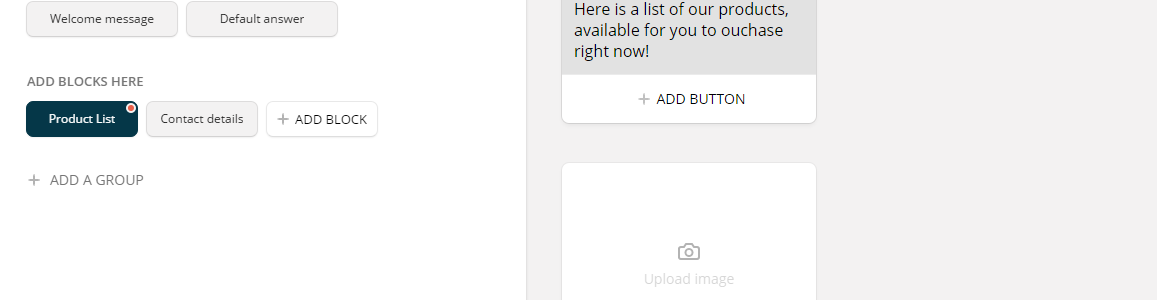 Welcome message
Default answer
ADD BLOCKS HERE
Product List
Contact details
ADD BLOCK
ADD A GROUP
Here is a list of our products,
available for you to ouchase
right now!
ADD BUTTON
Upload image